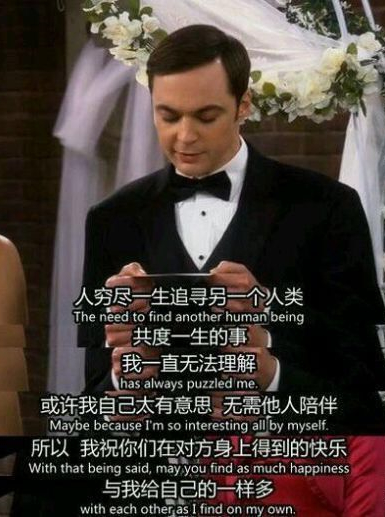 人穷尽一生追寻另一个人类
The need to find another human being
共度一生的事
我一直无法理解
has always puzzled me.
或许我自己太有意思 无需他人陪伴
Maybe because I'm so interesting all by myself.
所以 我祝你们在对方身上得到的快乐
With that being said, may you find as much happiness
与我给自己的一样多
with each other as I find on my own.